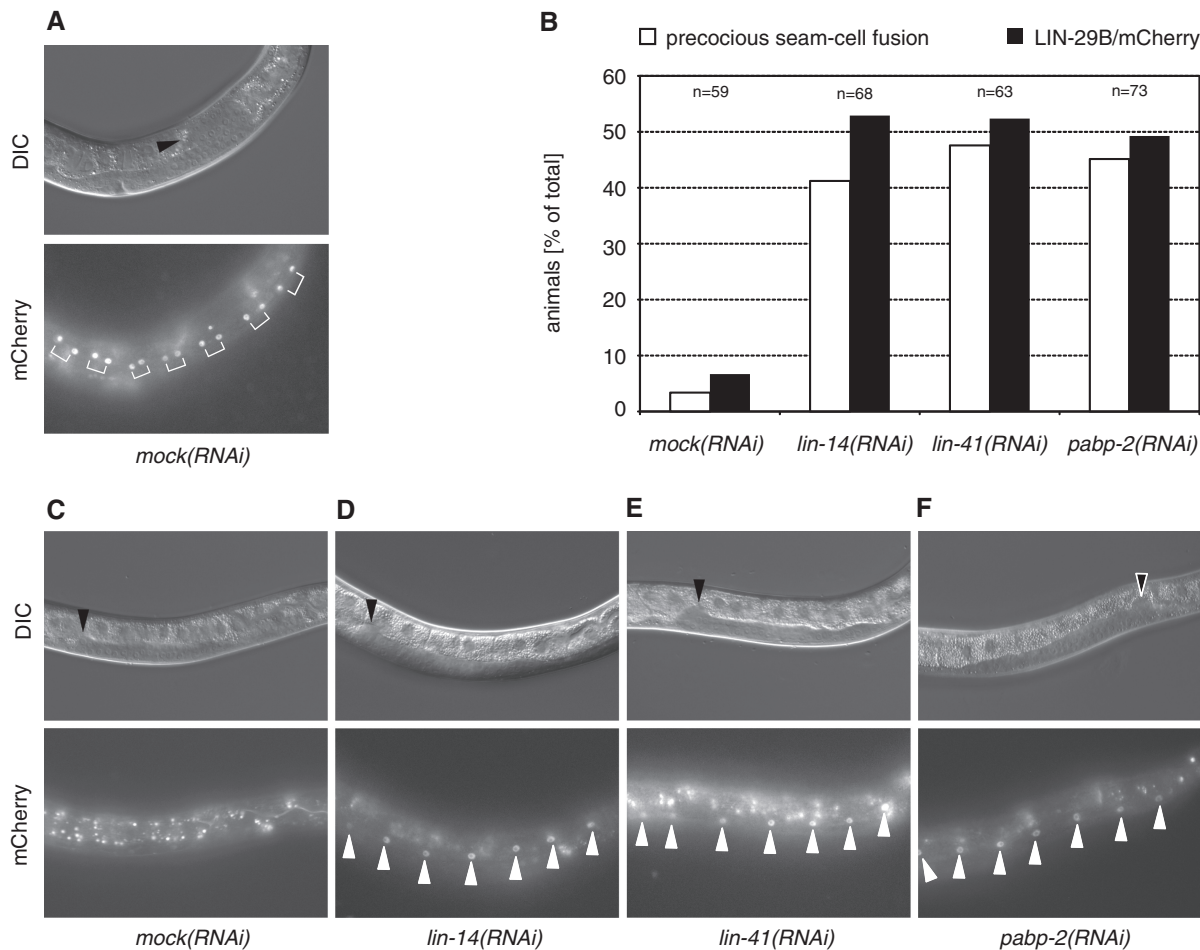 A
DIC
mCherry
mock(RNAi)
B
precocious seam-cell fusion
LIN-29B/mCherry
animals [% of total]
60
50
40
30
20
10
0
n=59
n=68
n=63
n=73
mock(RNAi)
lin-14(RNAi)
lin-41(RNAi)
pabp-2(RNAi)
C
D
E
F
DIC
mCherry
mock(RNAi)
lin-14(RNAi)
lin-41(RNAi)
pabp-2(RNAi)